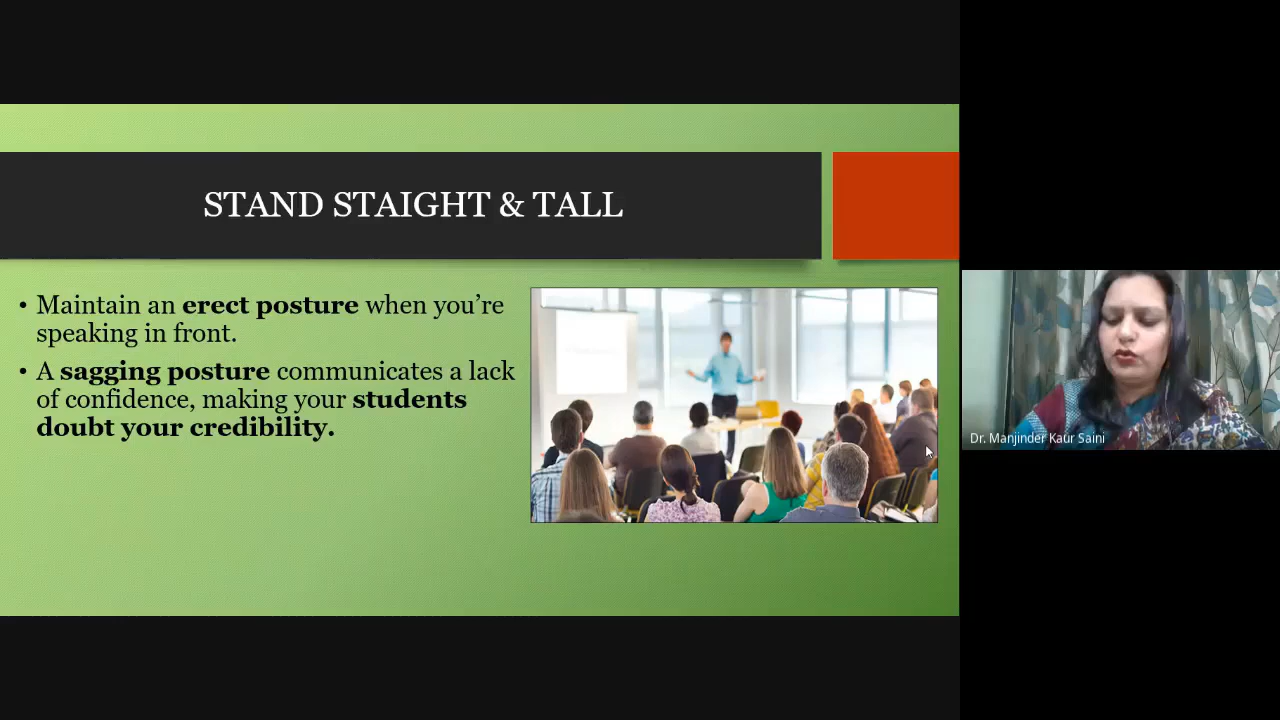 STAND STAIGHT & TALL
• Maintain an erect posture when you’re
speaking in front.
• A sagging posture communicates a lack
of confidence, making your students
doubt your credibility.
Dr. Manjinder Kaur Saini